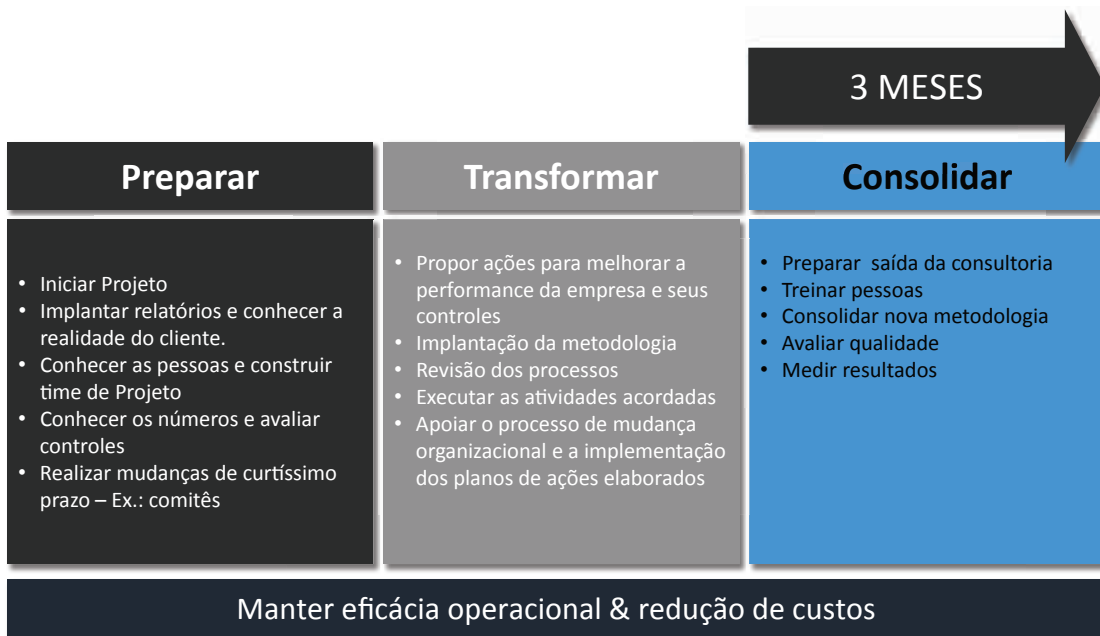 3 MESES
Preparar
• Iniciar Projeto
• Implantar relatórios e conhecer a
realidade do cliente.
• Conhecer as pessoas e construir
time de Projeto
• Conhecer os números e avaliar
controles
• Realizar mudanças de curtíssimo
prazo – Ex.: comitês
Transformar
• Propor ações para melhorar a
performance da empresa e seus
controles
• Implantação da metodologia
• Revisão dos processos
• Executar as atividades acordadas
• Apoiar o processo de mudança
organizacional e a implementação
dos planos de ações elaborados
Consolidar
• Preparar saída da consultoria
• Treinar pessoas
• Consolidar nova metodologia
• Avaliar qualidade
• Medir resultados
Manter eficácia operacional & redução de custos